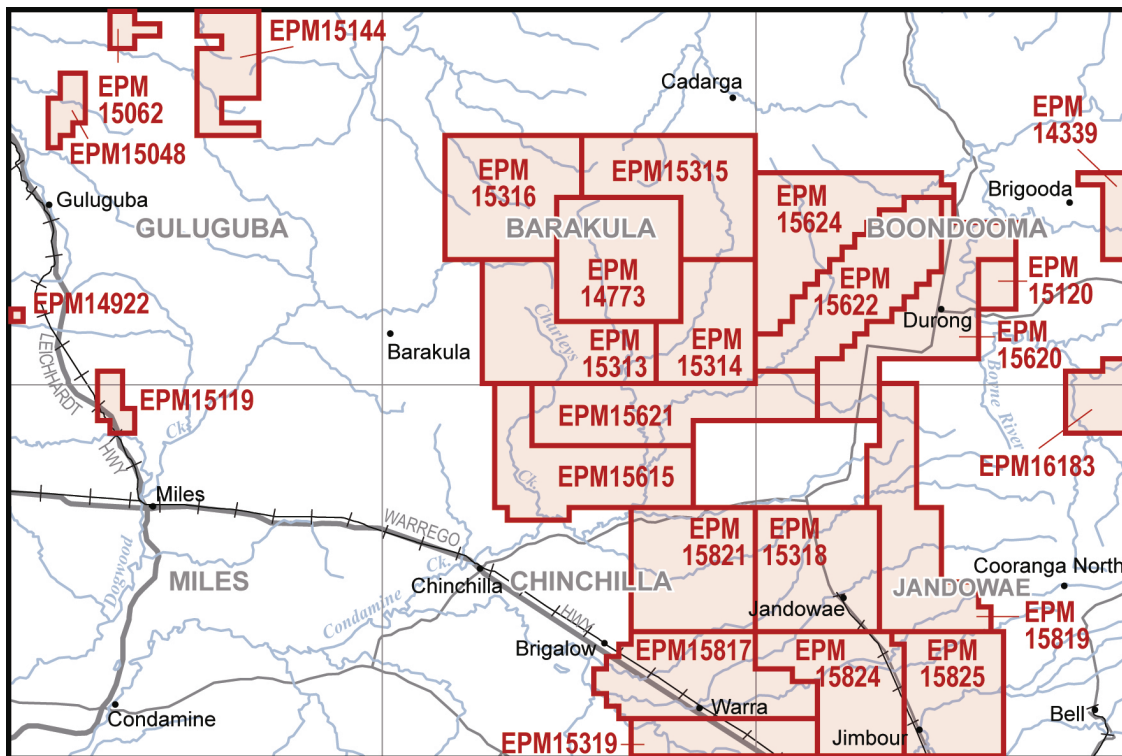 EPM15144
EPM
15062
EPM15048
Cadarga
EPM
14339
EPM
15316
EPM15315
Brigooda
Guluguba
GULUGUBA
BARAKULA
EPM
15624
BOONDOOMA
EPM
14773
EPM
15622
EPM
15120
EPM14922
Durong
LEICHHARDT
HWY
Barakula
Charleys
Ck.
EPM
15313
EPM
15314
EPM
15620
Boyne River
EPM15119
Ck.
EPM15621
EPM16183
EPM15615
Miles
WARREGO
HWY
EPM
15821
EPM
15318
Dogwood
MILES
Chinchilla
Ck.
CHINCHILLA
Cooranga North
JANDOWAE
Jandowae
Condamine
EPM
15819
Brigalow
EPM15817
EPM
15824
EPM
15825
Condamine
Warra
Bell
EPM15319
Jimbour